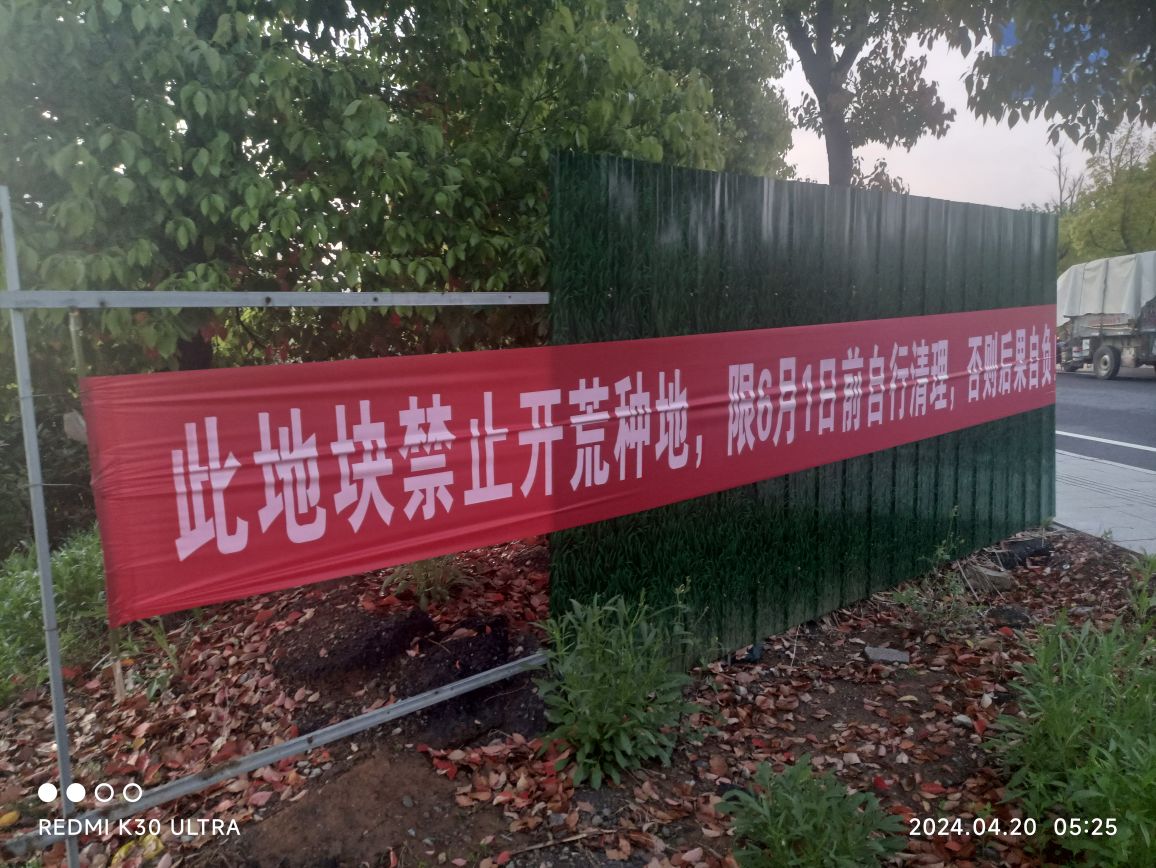 此地块禁止开荒种地，限6月1日前自行清理，否则后果自负
REDMI K30 ULTRA
2024.04.20 05:25